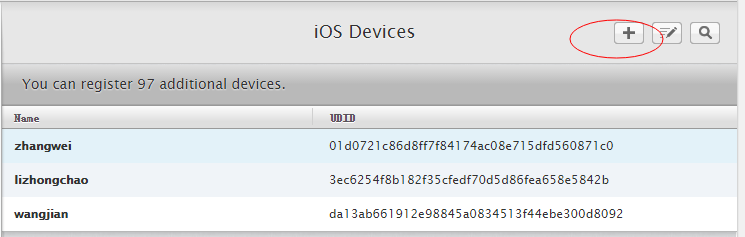 iOS Devices
You can register 97 additional devices.
Name UDID
zhangwei 01d0721c86d8ff7f84174ac08e715dfd560871c0
lizhongchao 3ec6254f8b182f35cfedf70d5d86fea658e5842b
wangjian da13ab661912e98845a0834513f44ebe300d8092